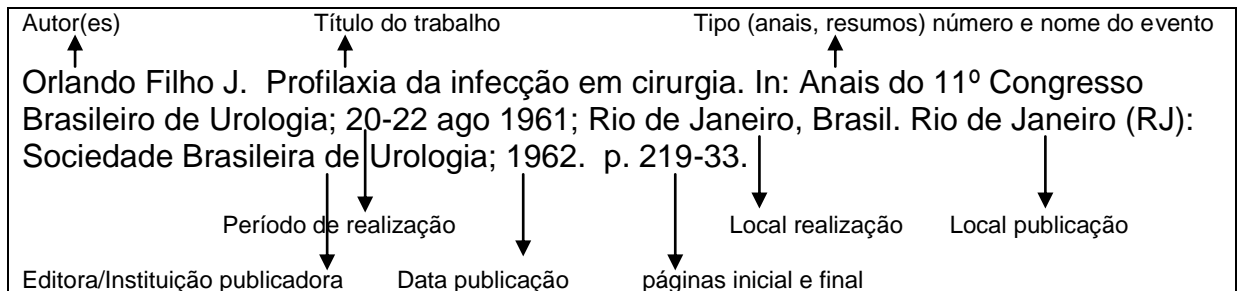 Autor(es) Título do trabalho Tipo (anais, resumos) número e nome do evento
Orlando Filho J. Profilaxia da infecção em cirurgia. In: Anais do 11º Congresso
Brasileiro de Urologia; 20-22 ago 1961; Rio de Janeiro, Brasil. Rio de Janeiro (RJ):
Sociedade Brasileira de Urologia; 1962. p. 219-33.
Período de realização Local realização Local publicação
Editora/Instituição publicadora Data publicação páginas inicial e final